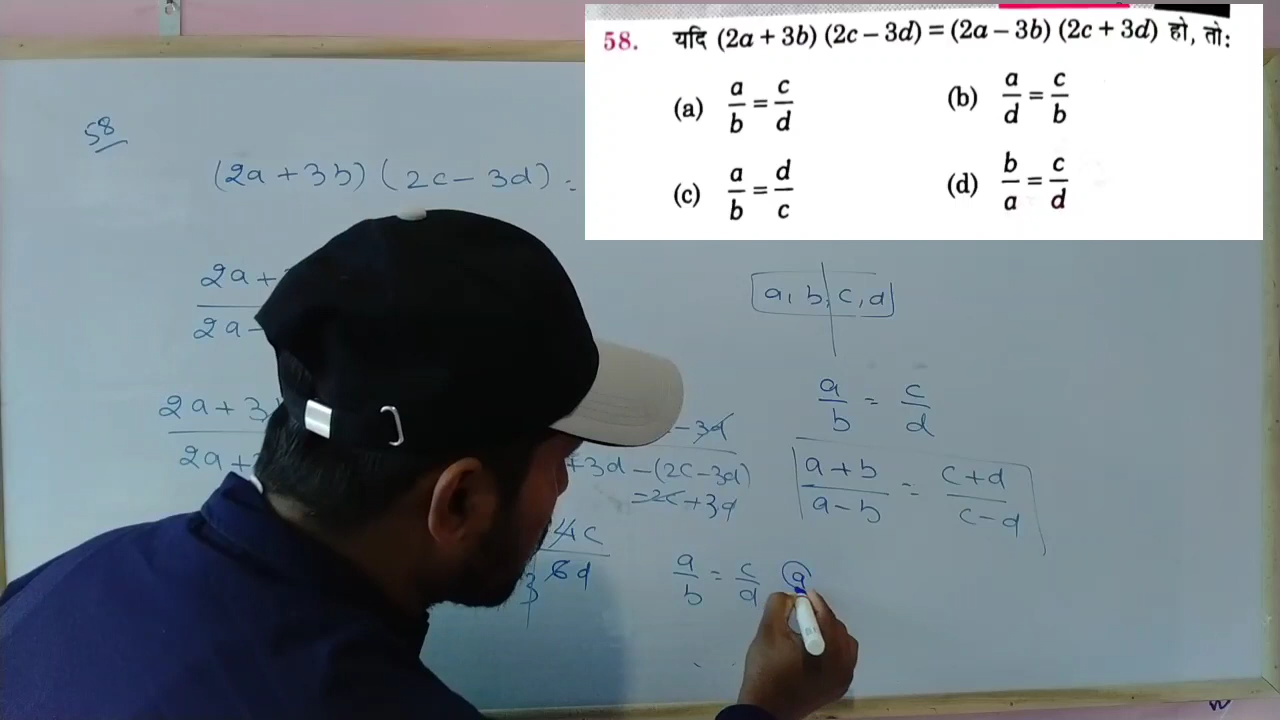 58. यदि (2a + 3b) (2c – 3d) = (2a – 3b) (2c + 3d) हो, तो:
(a) a/b = c/d (b) a/d = c/b
(c) a/b = d/c (d) b/a = c/d
58
(2a + 3b) (2c – 3d) =
a, b, c, d
2a +
2a –
a/b = c/d
2a + 3
2a +
– 3d
+ 3d – (2c – 3d)
= 2c + 3d
(a + b)/(a – b) = (c + d)/(c – d)
4c
3 6d
a/b = c/d (a)